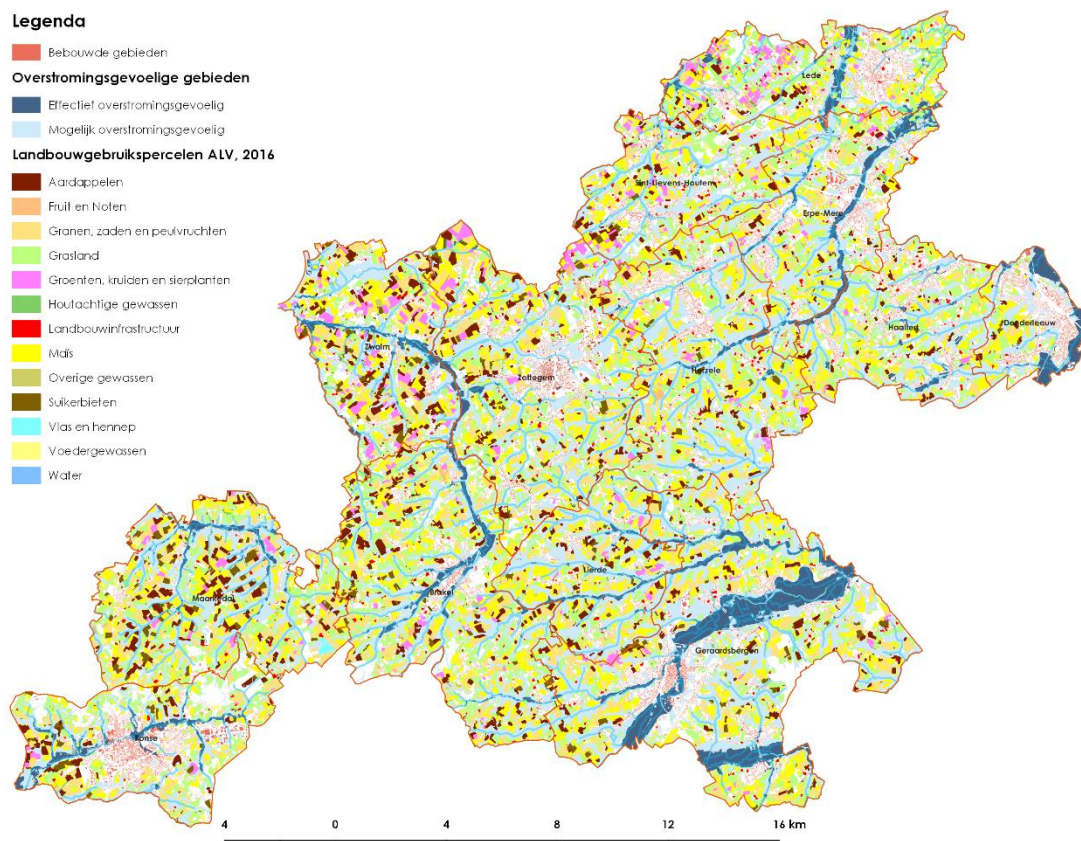 Legenda
Bebouwde gebieden
Overstromingsgevoelige gebieden
Effectief overstromingsgevoelig
Mogelijk overstromingsgevoelig
Landbouwgebruikspercelen ALV, 2016
Aardappelen
Fruit en Noten
Granen, zaden en peulvruchten
Grasland
Groenten, kruiden en sierplanten
Houtachtige gewassen
Landbouwinfrastructuur
Maïs
Overige gewassen
Suikerbieten
Vlas en hennep
Voedergewassen
Water
Lede
Sint-Lievens-Houtem
Erpe-Mere
Haaltert
Denderleeuw
Zwalm
Zottegem
Herzele
Lierde
Brakel
Maarkedal
Geraardsbergen
Ronse
4 0 4 8 12 16 km